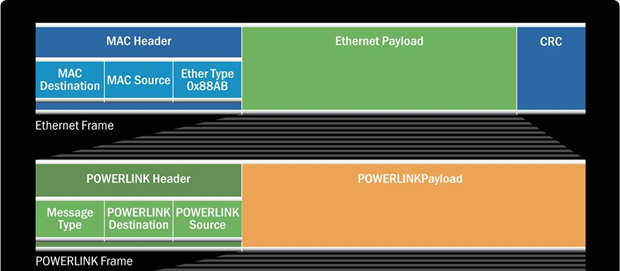 MAC Header
Ethernet Payload
CRC
MAC
Destination
MAC Source
Ether Type
0x88AB
Ethernet Frame
POWERLINK Header
POWERLINKPayload
Message
Type
POWERLINK
Destination
POWERLINK
Source
POWERLINK Frame